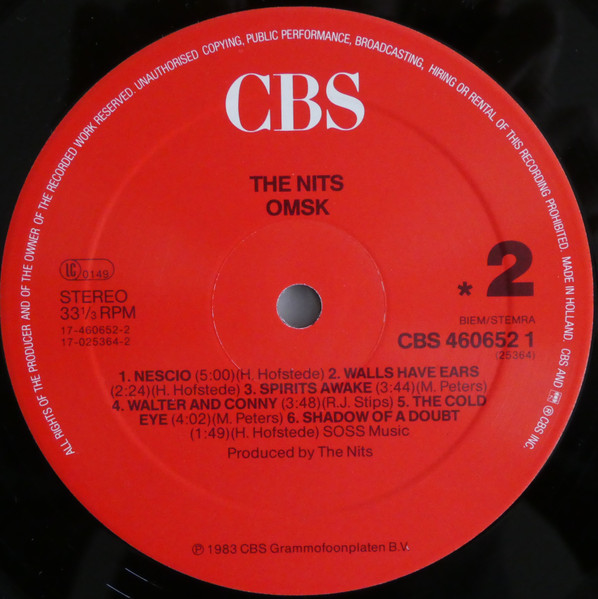 ALL RIGHTS OF THE PRODUCER AND OF THE OWNER OF THE RECORDED WORK RESERVED. UNAUTHORISED COPYING, PUBLIC PERFORMANCE, BROADCASTING, HIRING OR RENTAL OF THIS RECORDING PROHIBITED. MADE IN HOLLAND. CBS AND ® CBS INC.
CBS
THE NITS
OMSK
LC 0149
* 2
STEREO
33 1/3 RPM
17-460652-2
17-025364-2
BIEM/STEMRA
CBS 460652 1
(25364)
1. NESCIO (5:00)(H. Hofstede) 2. WALLS HAVE EARS
(2:24)(H. Hofstede) 3. SPIRITS AWAKE (3:44)(M. Peters)
4. WALTER AND CONNY (3:48)(R.J. Stips) 5. THE COLD
EYE (4:02)(M. Peters) 6. SHADOW OF A DOUBT
(1:49)(H. Hofstede) SOSS Music
Produced by The Nits
℗ 1983 CBS Grammofoonplaten B.V.